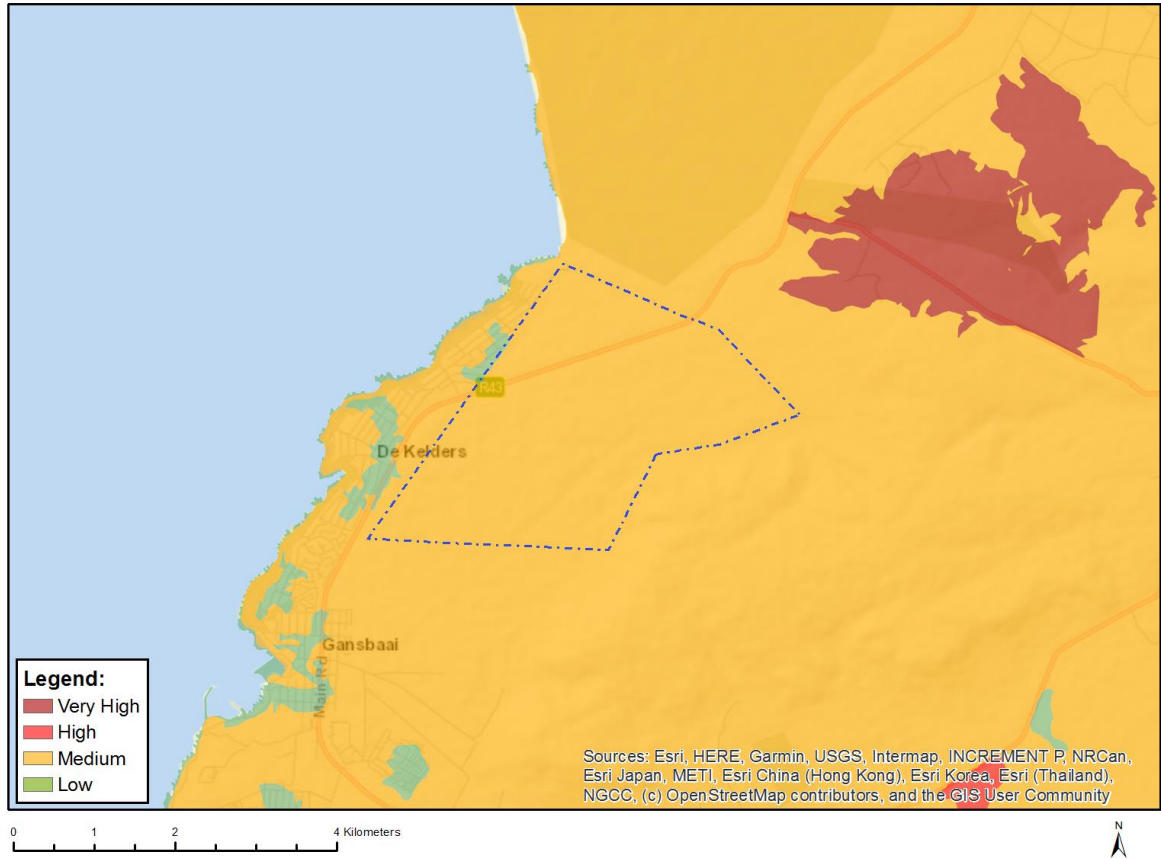 R43
De Kelders
Gansbaai
Main Rd
Legend:
Very High
High
Medium
Low
Sources: Esri, HERE, Garmin, USGS, Intermap, INCREMENT P, NRCan,
Esri Japan, METI, Esri China (Hong Kong), Esri Korea, Esri (Thailand),
NGCC, (c) OpenStreetMap contributors, and the GIS User Community
0 1 2 4 Kilometers
N